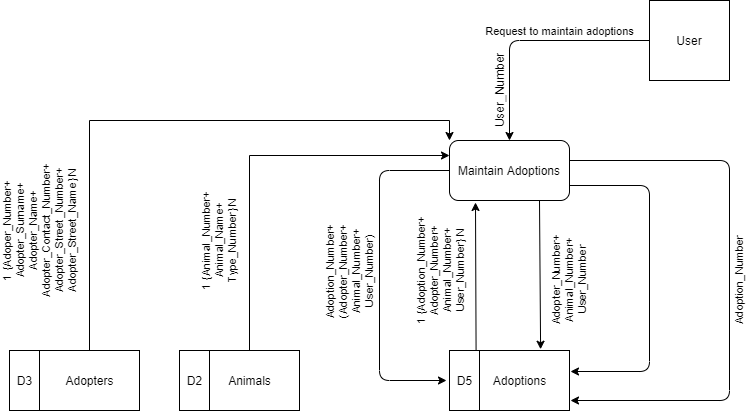 Request to maintain adoptions
User
User_Number
Maintain Adoptions
1 {Adoper_Number+
Adopter_Surname+
Adopter_Name+
Adopter_Contact_Number+
Adopter_Street_Number+
Adopter_Street_Name}N
1 {Animal_Number+
Animal_Name+
Type_Number}N
Adoption_Number+
(Adopter_Number+
Animal_Number+
User_Number)
1 {Adoption_Number+
Adopter_Number+
Animal_Number+
User_Number}N
Adopter_Number+
Animal_Number+
User_Number
Adoption_Number
D3 Adopters
D2 Animals
D5 Adoptions